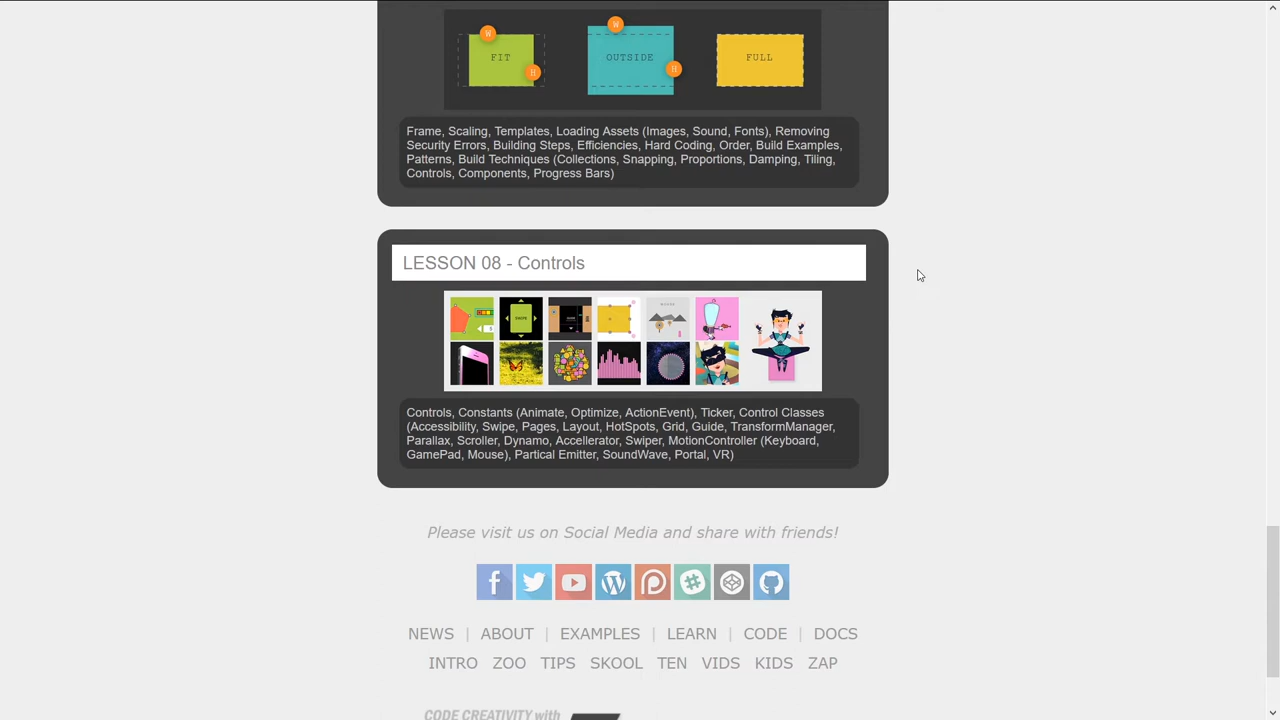 W
W
FIT
OUTSIDE
FULL
H
H
Frame, Scaling, Templates, Loading Assets (Images, Sound, Fonts), Removing
Security Errors, Building Steps, Efficiencies, Hard Coding, Order, Build Examples,
Patterns, Build Techniques (Collections, Snapping, Proportions, Damping, Tiling,
Controls, Components, Progress Bars)
LESSON 08 - Controls
Controls, Constants (Animate, Optimize, ActionEvent), Ticker, Control Classes
(Accessibility, Swipe, Pages, Layout, HotSpots, Grid, Guide, TransformManager,
Parallax, Scroller, Dynamo, Accellerator, Swiper, MotionController (Keyboard,
GamePad, Mouse), Partical Emitter, SoundWave, Portal, VR)
Please visit us on Social Media and share with friends!
NEWS | ABOUT | EXAMPLES | LEARN | CODE | DOCS
INTRO ZOO TIPS SKOOL TEN VIDS KIDS ZAP
CODE CREATIVITY with